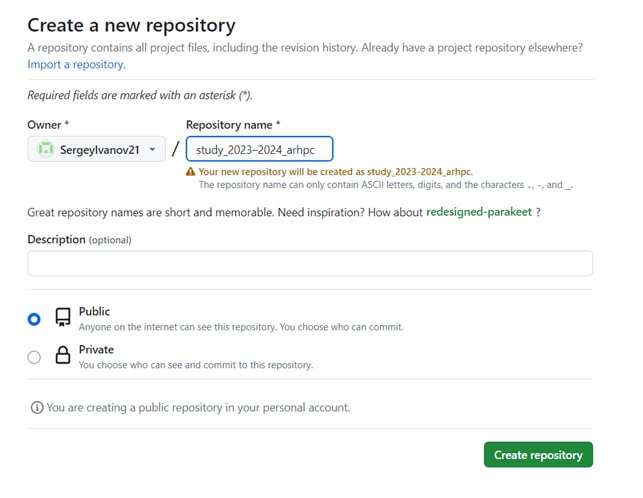 Create a new repository
A repository contains all project files, including the revision history. Already have a project repository elsewhere?
Import a repository.
Required fields are marked with an asterisk (*).
Owner * Repository name *
SergeyIvanov21 / study_2023–2024_arhpc
Your new repository will be created as study_2023-2024_arhpc.
The repository name can only contain ASCII letters, digits, and the characters ., -, and _.
Great repository names are short and memorable. Need inspiration? How about redesigned-parakeet ?
Description (optional)
Public
Anyone on the internet can see this repository. You choose who can commit.
Private
You choose who can see and commit to this repository.
You are creating a public repository in your personal account.
Create repository